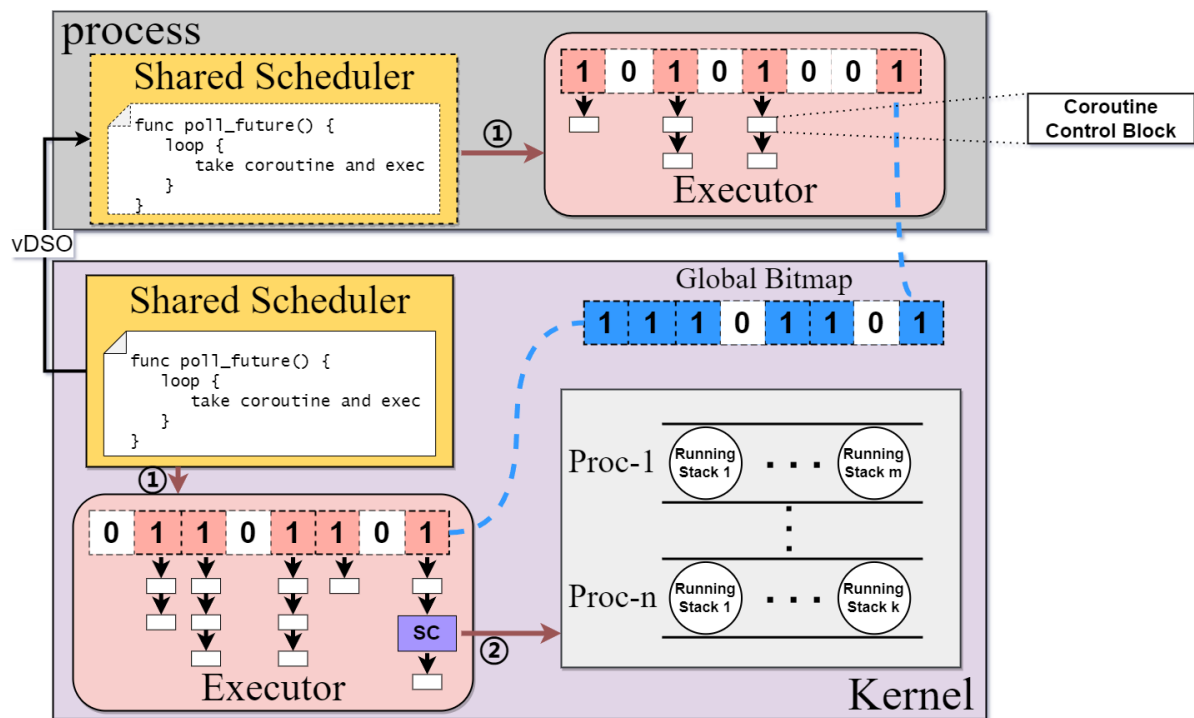 process
Shared Scheduler
func poll_future() {
loop {
take coroutine and exec
}
}
①
1 0 1 0 1 0 0 1
Executor
Coroutine
Control Block
vDSO
Shared Scheduler
func poll_future() {
loop {
take coroutine and exec
}
}
①
Global Bitmap
1 1 1 0 1 1 0 1
0 1 1 0 1 1 0 1
SC
②
Executor
Proc-1
Running
Stack 1
Running
Stack m
Proc-n
Running
Stack 1
Running
Stack k
Kernel